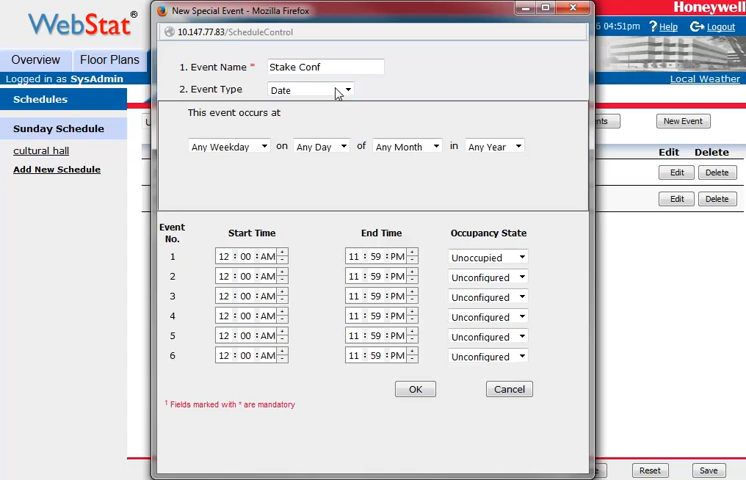 New Special Event - Mozilla Firefox
10.147.77.83/ScheduleControl
Honeywell
WebStat®
04:51pm Help Logout
Overview Floor Plans
Logged in as SysAdmin
Local Weather
Schedules
Sunday Schedule
cultural hall
Add New Schedule
New Event
Edit Delete
Edit Delete
Edit Delete
1. Event Name * Stake Conf
2. Event Type Date
This event occurs at
Any Weekday on Any Day of Any Month in Any Year
Event No. Start Time End Time Occupancy State
1 12 : 00 : AM + - 11 : 59 : PM + - Unoccupied
2 12 : 00 : AM + - 11 : 59 : PM + - Unconfigured
3 12 : 00 : AM + - 11 : 59 : PM + - Unconfigured
4 12 : 00 : AM + - 11 : 59 : PM + - Unconfigured
5 12 : 00 : AM + - 11 : 59 : PM + - Unconfigured
6 12 : 00 : AM + - 11 : 59 : PM + - Unconfigured
OK Cancel
1 Fields marked with * are mandatory
Reset Save